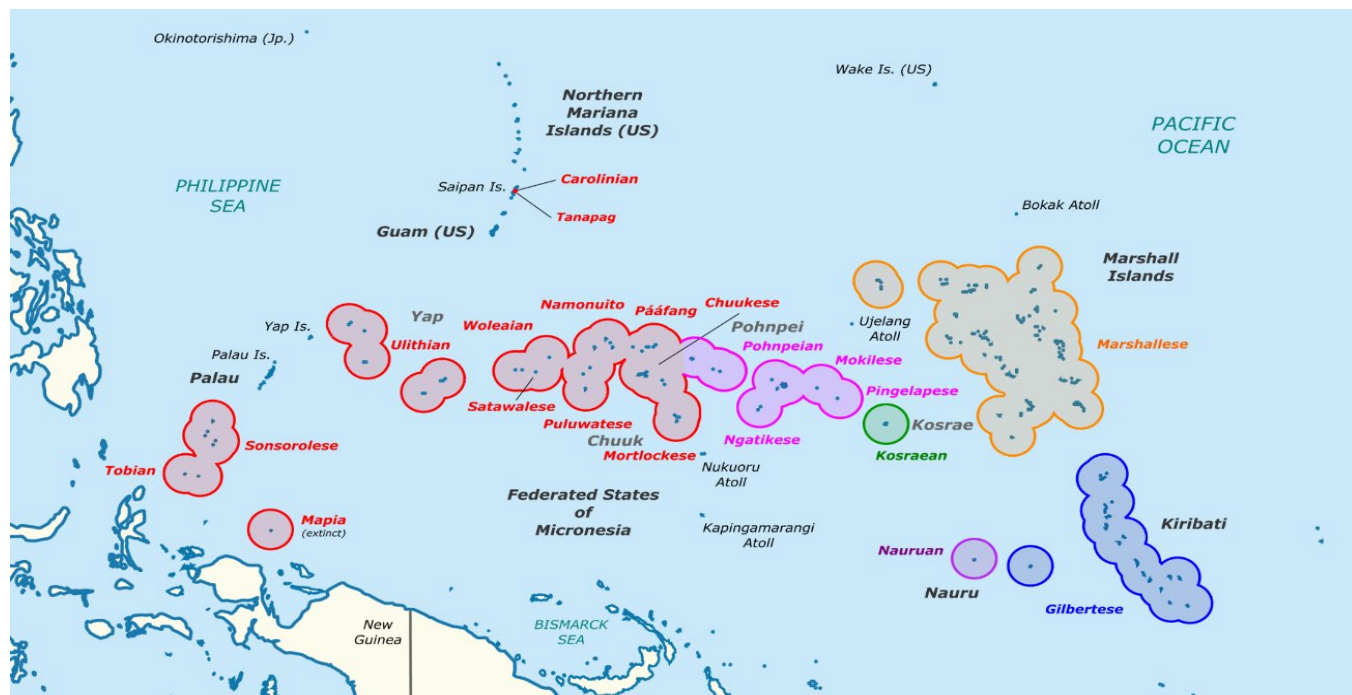 Okinotorishima (Jp.)
Wake Is. (US)
Northern
Mariana
Islands (US)
PACIFIC
OCEAN
PHILIPPINE
SEA
Saipan Is.
Carolinian
Tanapag
Guam (US)
Bokak Atoll
Marshall
Islands
Yap Is.
Yap
Ulithian
Woleaian
Namonuito
Pááfang
Chuukese
Pohnpei
Pohnpeian
Mokilese
Pingelapese
Ujelang
Atoll
Marshallese
Palau Is.
Palau
Satawalese
Puluwatese
Chuuk
Mortlockese
Ngatikese
Kosrae
Kosraean
Sonsorolese
Tobian
Nukuoru
Atoll
Federated States
of
Micronesia
Mapia
(extinct)
Kapingamarangi
Atoll
Kiribati
Nauruan
Nauru
Gilbertese
New
Guinea
BISMARCK
SEA